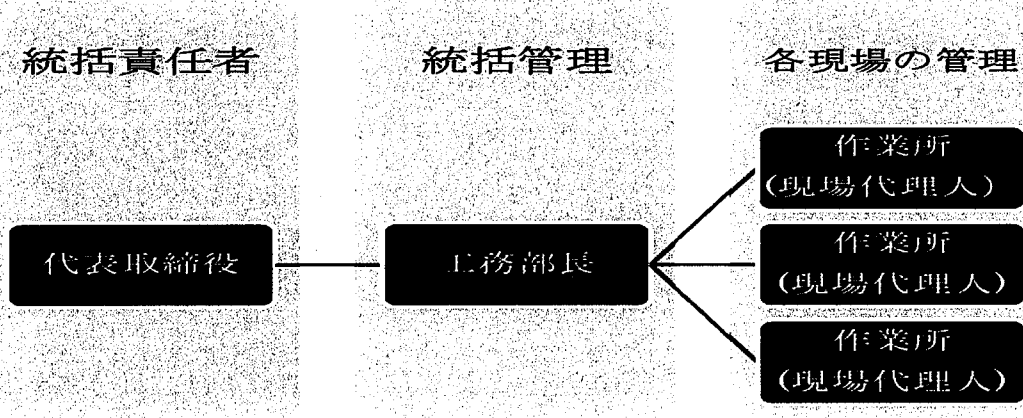 統括責任者
統括管理
各現場の管理
代表取締役
工務部長
作業所
(現場代理人)
作業所
(現場代理人)
作業所
(現場代理人)